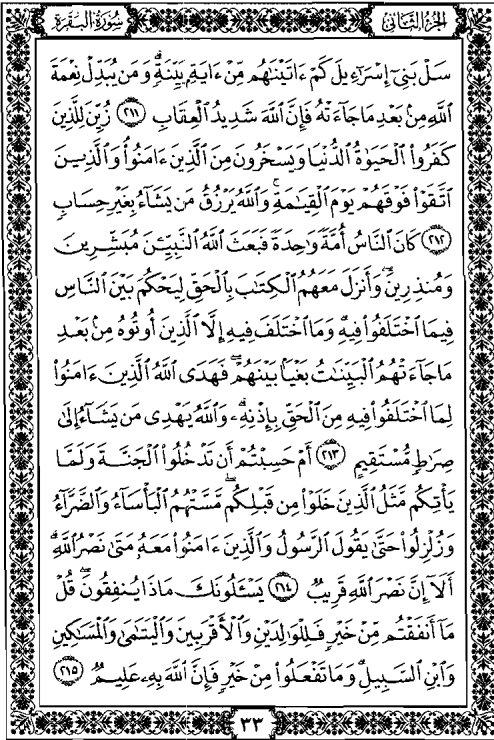 الجزء الثاني
سورة البقرة
سَلْ بَنِىٓ إِسْرَٰٓءِيلَ كَمْ ءَاتَيْنَٰهُم مِّنْ ءَايَةٍۭ بَيِّنَةٍۗ وَمَن يُبَدِّلْ نِعْمَةَ
ٱللَّهِ مِنۢ بَعْدِ مَا جَآءَتْهُ فَإِنَّ ٱللَّهَ شَدِيدُ ٱلْعِقَابِ ٢١١ زُيِّنَ لِلَّذِينَ
كَفَرُوا۟ ٱلْحَيَوٰةُ ٱلدُّنْيَا وَيَسْخَرُونَ مِنَ ٱلَّذِينَ ءَامَنُوا۟ۘ وَٱلَّذِينَ
ٱتَّقَوْا۟ فَوْقَهُمْ يَوْمَ ٱلْقِيَٰمَةِۗ وَٱللَّهُ يَرْزُقُ مَن يَشَآءُ بِغَيْرِ حِسَابٍ
٢١٢ كَانَ ٱلنَّاسُ أُمَّةً وَٰحِدَةً فَبَعَثَ ٱللَّهُ ٱلنَّبِيِّـۧنَ مُبَشِّرِينَ
وَمُنذِرِينَ وَأَنزَلَ مَعَهُمُ ٱلْكِتَٰبَ بِٱلْحَقِّ لِيَحْكُمَ بَيْنَ ٱلنَّاسِ
فِيمَا ٱخْتَلَفُوا۟ فِيهِۚ وَمَا ٱخْتَلَفَ فِيهِ إِلَّا ٱلَّذِينَ أُوتُوهُ مِنۢ بَعْدِ
مَا جَآءَتْهُمُ ٱلْبَيِّنَٰتُ بَغْيًۢا بَيْنَهُمْۖ فَهَدَى ٱللَّهُ ٱلَّذِينَ ءَامَنُوا۟
لِمَا ٱخْتَلَفُوا۟ فِيهِ مِنَ ٱلْحَقِّ بِإِذْنِهِۦۗ وَٱللَّهُ يَهْدِى مَن يَشَآءُ إِلَىٰ
صِرَٰطٍ مُّسْتَقِيمٍ ٢١٣ أَمْ حَسِبْتُمْ أَن تَدْخُلُوا۟ ٱلْجَنَّةَ وَلَمَّا
يَأْتِكُم مَّثَلُ ٱلَّذِينَ خَلَوْا۟ مِن قَبْلِكُمۖ مَّسَّتْهُمُ ٱلْبَأْسَآءُ وَٱلضَّرَّآءُ
وَزُلْزِلُوا۟ حَتَّىٰ يَقُولَ ٱلرَّسُولُ وَٱلَّذِينَ ءَامَنُوا۟ مَعَهُۥ مَتَىٰ نَصْرُ ٱللَّهِۗ
أَلَآ إِنَّ نَصْرَ ٱللَّهِ قَرِيبٌ ٢١٤ يَسْـَٔلُونَكَ مَاذَا يُنفِقُونَۖ قُلْ
مَآ أَنفَقْتُم مِّنْ خَيْرٍ فَلِلْوَٰلِدَيْنِ وَٱلْأَقْرَبِينَ وَٱلْيَتَٰمَىٰ وَٱلْمَسَٰكِينِ
وَٱبْنِ ٱلسَّبِيلِۗ وَمَا تَفْعَلُوا۟ مِنْ خَيْرٍ فَإِنَّ ٱللَّهَ بِهِۦ عَلِيمٌ ٢١٥
٣٣